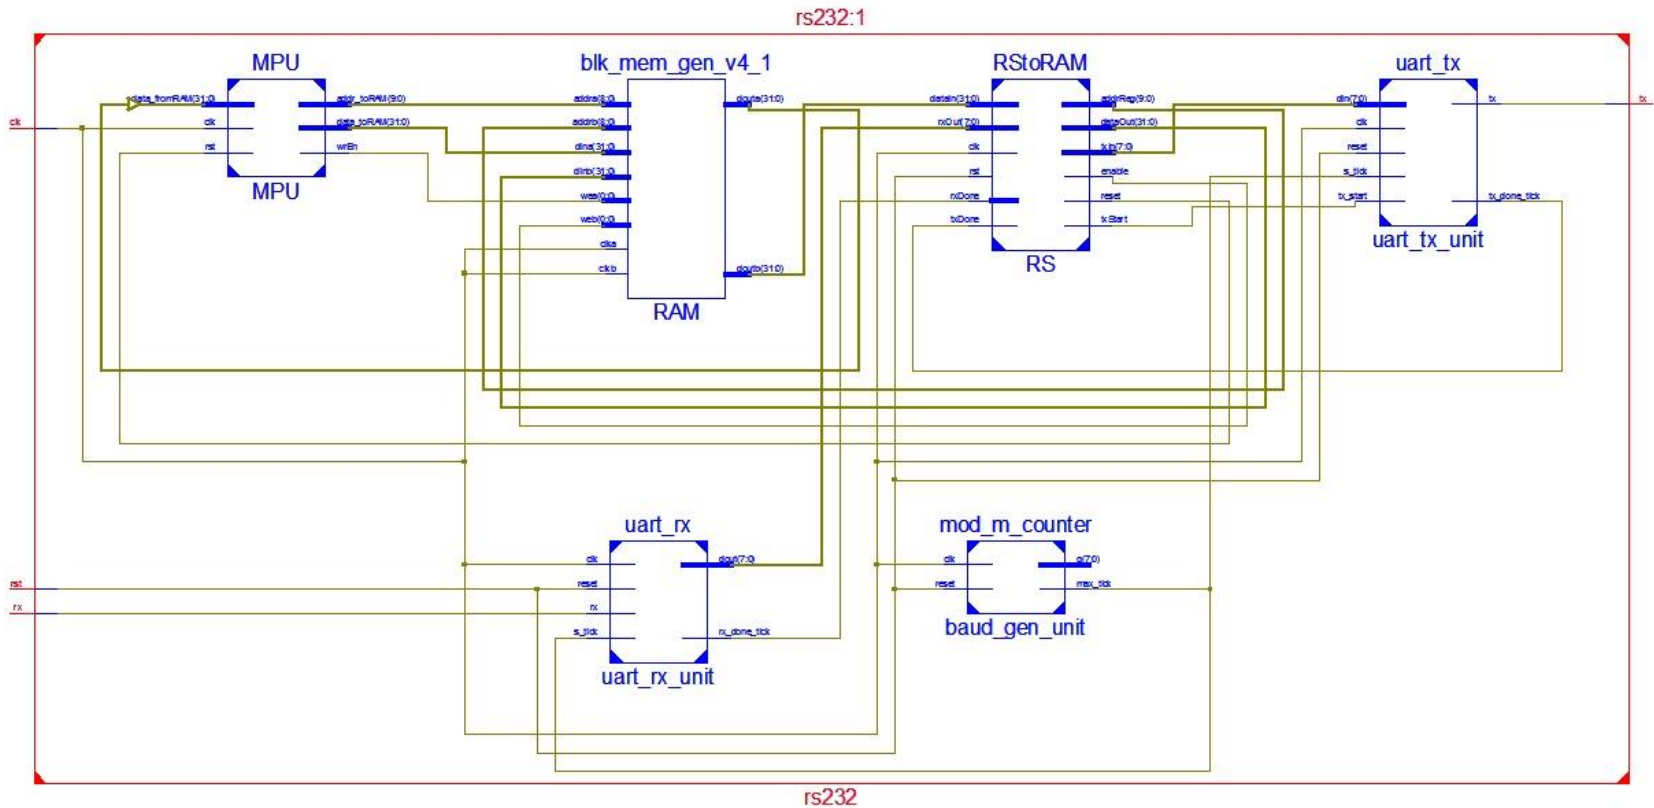 rs232:1
MPU
data_fromRAM(31:0)
clk
rst
addr_toRAM(9:0)
data_toRAM(31:0)
wrEn
MPU
blk_mem_gen_v4_1
addra(8:0)
addrb(8:0)
dina(31:0)
dinb(31:0)
wea(0:0)
web(0:0)
clka
clkb
douta(31:0)
doutb(31:0)
RAM
RStoRAM
dataIn(31:0)
rxOut(7:0)
clk
rst
rxDone
txDone
addrReg(9:0)
dataOut(31:0)
txIn(7:0)
enable
reset
txStart
RS
uart_tx
din(7:0)
clk
reset
s_tick
tx_start
tx
tx_done_tick
uart_tx_unit
clk
tx
uart_rx
clk
reset
rx
s_tick
dout(7:0)
rx_done_tick
uart_rx_unit
mod_m_counter
clk
reset
q(7:0)
max_tick
baud_gen_unit
rst
rx
rs232